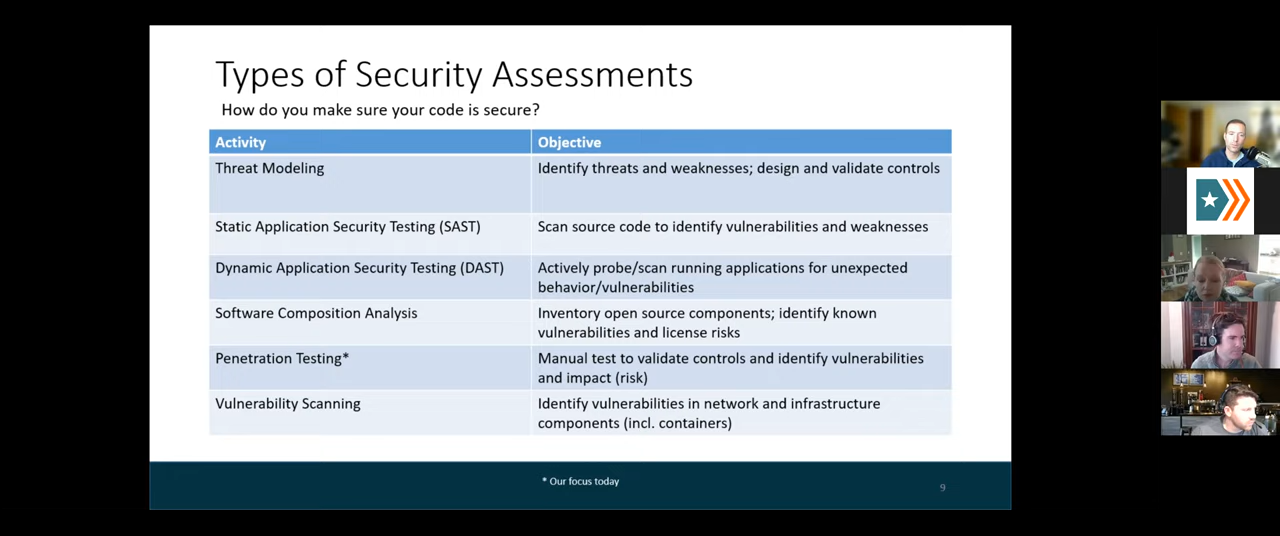 Types of Security Assessments
How do you make sure your code is secure?
Activity
Objective
Threat Modeling
Identify threats and weaknesses; design and validate controls
Static Application Security Testing (SAST)
Scan source code to identify vulnerabilities and weaknesses
Dynamic Application Security Testing (DAST)
Actively probe/scan running applications for unexpected
behavior/vulnerabilities
Software Composition Analysis
Inventory open source components; identify known
vulnerabilities and license risks
Penetration Testing*
Manual test to validate controls and identify vulnerabilities
and impact (risk)
Vulnerability Scanning
Identify vulnerabilities in network and infrastructure
components (incl. containers)
* Our focus today
9